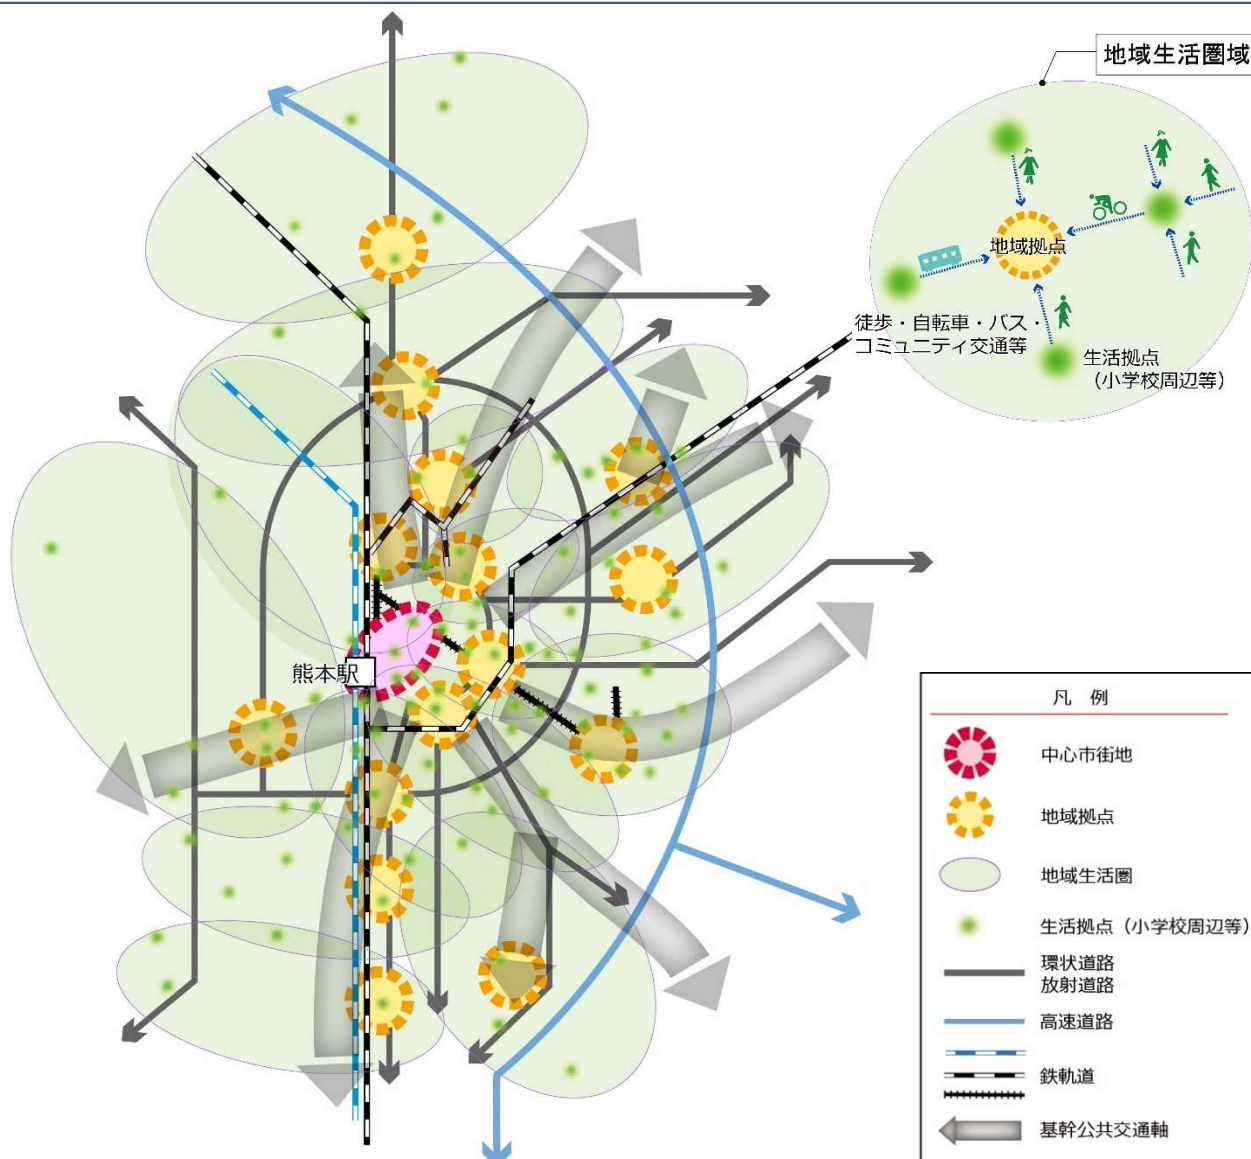 地域生活圏域
地域拠点
徒歩・自転車・バス・
コミュニティ交通等
生活拠点
(小学校周辺等)
熊本駅
凡 例
中心市街地
地域拠点
地域生活圏
生活拠点(小学校周辺等)
環状道路
放射道路
高速道路
鉄軌道
基幹公共交通軸